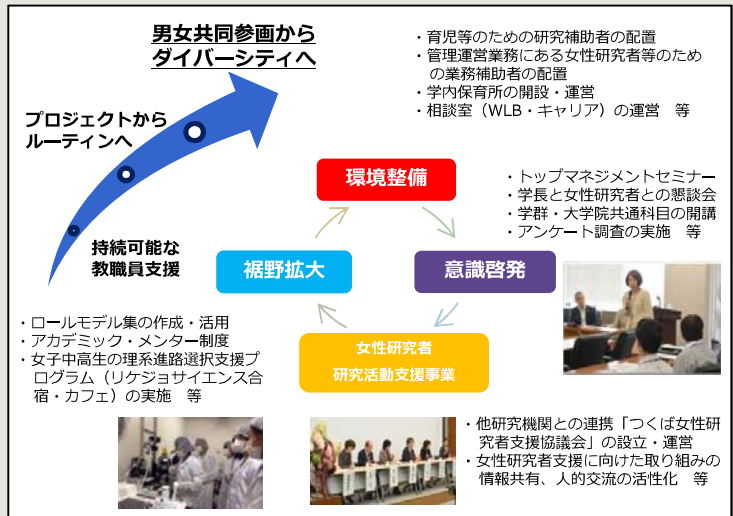 男女共同参画から
ダイバーシティへ
プロジェクトから
ルーティンへ
持続可能な
教職員支援
・育児等のための研究補助者の配置
・管理運営業務にある女性研究者等のため
の業務補助者の配置
・学内保育所の開設・運営
・相談室（WLB・キャリア）の運営　等
環境整備
・トップマネジメントセミナー
・学長と女性研究者との懇談会
・学群・大学院共通科目の開講
・アンケート調査の実施　等
裾野拡大
意識啓発
・ロールモデル集の作成・活用
・アカデミック・メンター制度
・女子中高生の理系進路選択支援プ
ログラム（リケジョサイエンス合
宿・カフェ）の実施　等
女性研究者
研究活動支援事業
・他研究機関との連携「つくば女性研
究者支援協議会」の設立・運営
・女性研究者支援に向けた取り組みの
情報共有、人的交流の活性化　等